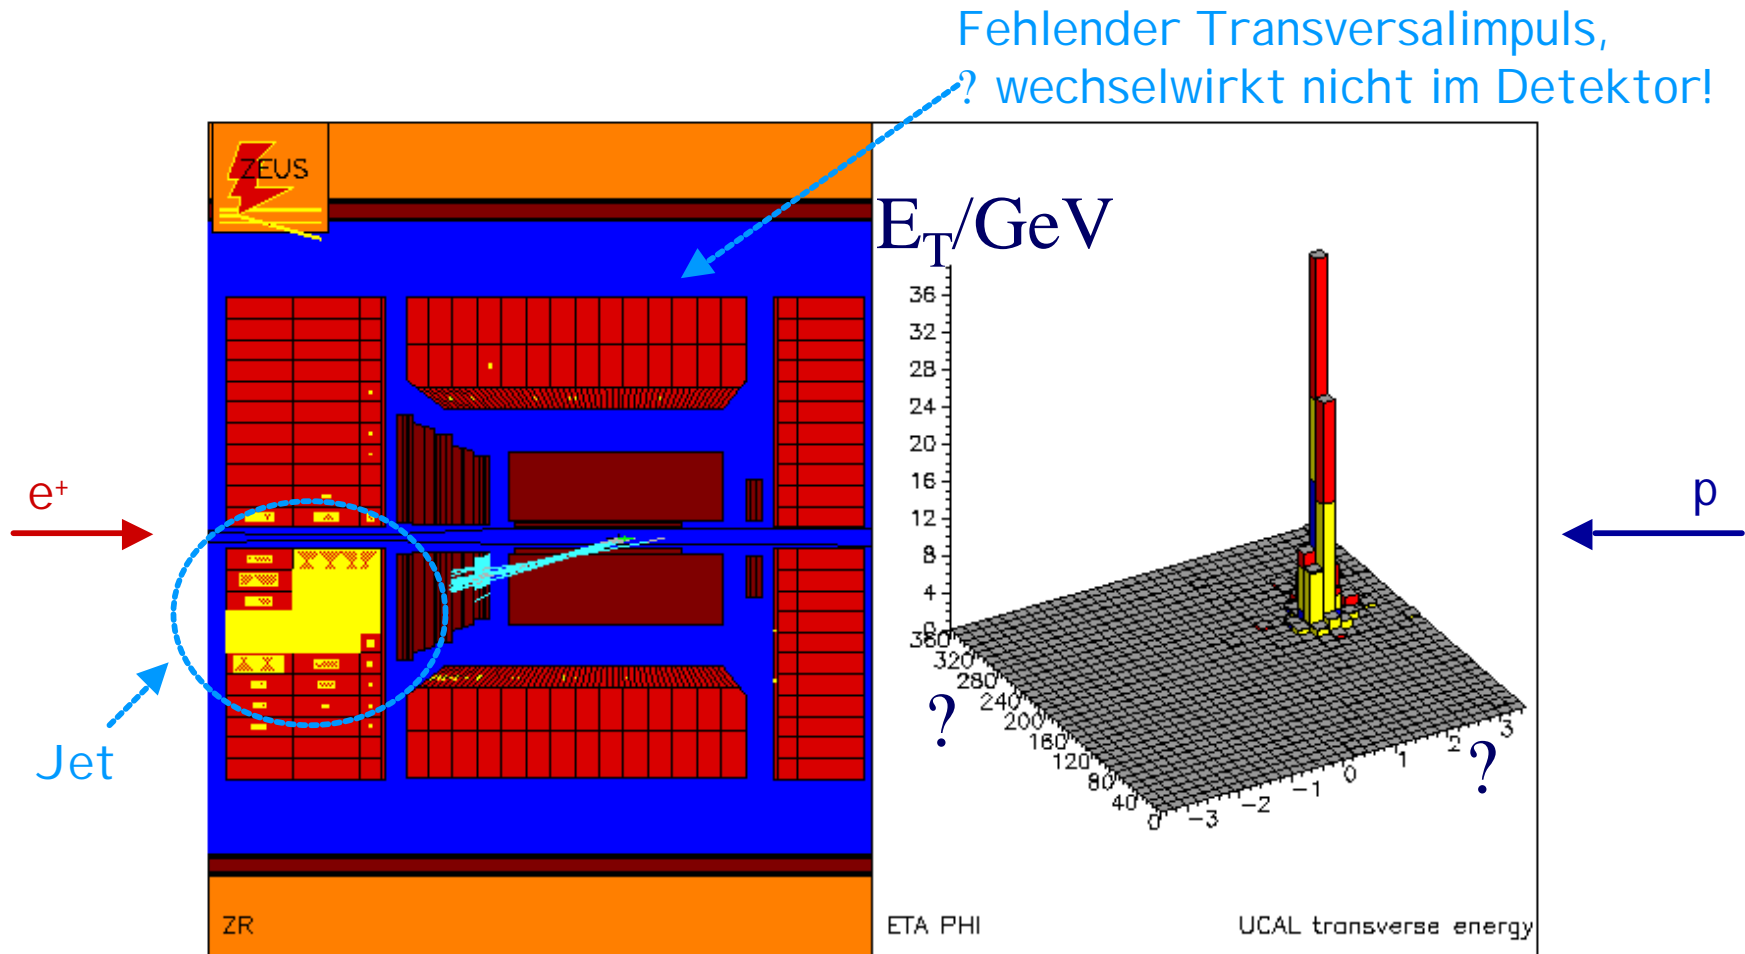 Fehlender Transversalimpuls,
? wechselwirkt nicht im Detektor!
ZEUS
E_T/GeV
36
32
28
24
20
16
12
8
4
0
e⁺
p
Jet
360
320
280
240
200
160
120
80
40
0
?
-3
-2
-1
0
1
2
3
?
ZR
ETA PHI
UCAL transverse energy